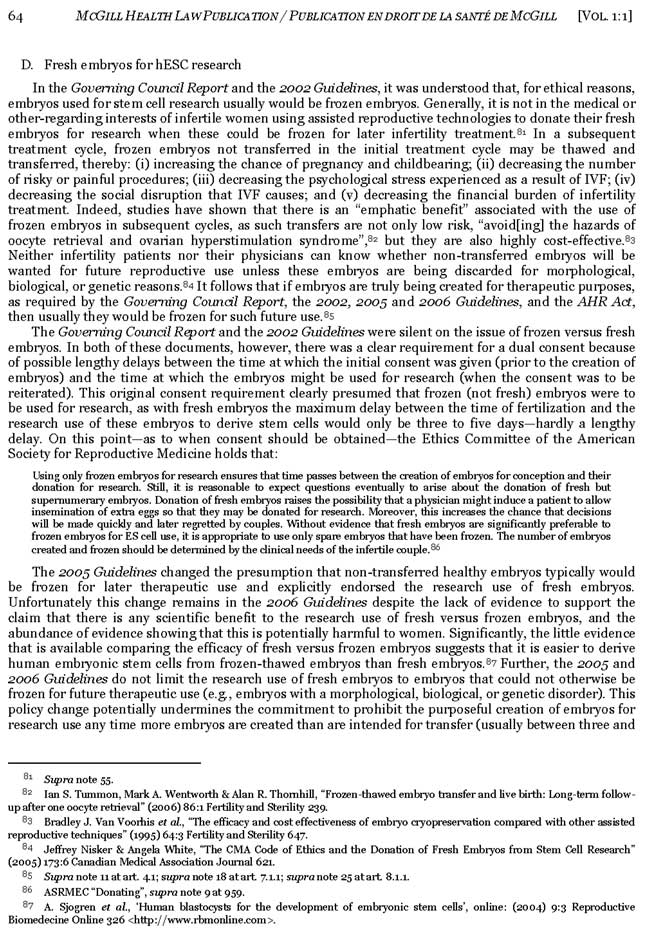 64 MCGILL HEALTH LAW PUBLICATION / PUBLICATION EN DROIT DE LA SANTÉ DE MCGILL [VOL. 1:1]
D. Fresh embryos for hESC research
In the Governing Council Report and the 2002 Guidelines, it was understood that, for ethical reasons,
embryos used for stem cell research usually would be frozen embryos. Generally, it is not in the medical or
other-regarding interests of infertile women using assisted reproductive technologies to donate their fresh
embryos for research when these could be frozen for later infertility treatment.81 In a subsequent
treatment cycle, frozen embryos not transferred in the initial treatment cycle may be thawed and
transferred, thereby: (i) increasing the chance of pregnancy and childbearing; (ii) decreasing the number
of risky or painful procedures; (iii) decreasing the psychological stress experienced as a result of IVF; (iv)
decreasing the social disruption that IVF causes; and (v) decreasing the financial burden of infertility
treatment. Indeed, studies have shown that there is an “emphatic benefit” associated with the use of
frozen embryos in subsequent cycles, as such transfers are not only low risk, “avoid[ing] the hazards of
oocyte retrieval and ovarian hyperstimulation syndrome”,82 but they are also highly cost-effective.83
Neither infertility patients nor their physicians can know whether non-transferred embryos will be
wanted for future reproductive use unless these embryos are being discarded for morphological,
biological, or genetic reasons.84 It follows that if embryos are truly being created for therapeutic purposes,
as required by the Governing Council Report, the 2002, 2005 and 2006 Guidelines, and the AHR Act,
then usually they would be frozen for such future use.85
The Governing Council Report and the 2002 Guidelines were silent on the issue of frozen versus fresh
embryos. In both of these documents, however, there was a clear requirement for a dual consent because
of possible lengthy delays between the time at which the initial consent was given (prior to the creation of
embryos) and the time at which the embryos might be used for research (when the consent was to be
reiterated). This original consent requirement clearly presumed that frozen (not fresh) embryos were to
be used for research, as with fresh embryos the maximum delay between the time of fertilization and the
research use of these embryos to derive stem cells would only be three to five days—hardly a lengthy
delay. On this point—as to when consent should be obtained—the Ethics Committee of the American
Society for Reproductive Medicine holds that:
Using only frozen embryos for research ensures that time passes between the creation of embryos for conception and their
donation for research. Still, it is reasonable to expect questions eventually to arise about the donation of fresh but
supernumerary embryos. Donation of fresh embryos raises the possibility that a physician might induce a patient to allow
insemination of extra eggs so that they may be donated for research. Moreover, this increases the chance that decisions
will be made quickly and later regretted by couples. Without evidence that fresh embryos are significantly preferable to
frozen embryos for ES cell use, it is appropriate to use only spare embryos that have been frozen. The number of embryos
created and frozen should be determined by the clinical needs of the infertile couple.86
The 2005 Guidelines changed the presumption that non-transferred healthy embryos typically would
be frozen for later therapeutic use and explicitly endorsed the research use of fresh embryos.
Unfortunately this change remains in the 2006 Guidelines despite the lack of evidence to support the
claim that there is any scientific benefit to the research use of fresh versus frozen embryos, and the
abundance of evidence showing that this is potentially harmful to women. Significantly, the little evidence
that is available comparing the efficacy of fresh versus frozen embryos suggests that it is easier to derive
human embryonic stem cells from frozen-thawed embryos than fresh embryos.87 Further, the 2005 and
2006 Guidelines do not limit the research use of fresh embryos to embryos that could not otherwise be
frozen for future therapeutic use (e.g., embryos with a morphological, biological, or genetic disorder). This
policy change potentially undermines the commitment to prohibit the purposeful creation of embryos for
research use any time more embryos are created than are intended for transfer (usually between three and
81 Supra note 55.
82 Ian S. Tummon, Mark A. Wentworth & Alan R. Thornhill, “Frozen-thawed embryo transfer and live birth: Long-term follow-
up after one oocyte retrieval” (2006) 86:1 Fertility and Sterility 239.
83 Bradley J. Van Voorhis et al., “The efficacy and cost effectiveness of embryo cryopreservation compared with other assisted
reproductive techniques” (1995) 64:3 Fertility and Sterility 647.
84 Jeffrey Nisker & Angela White, “The CMA Code of Ethics and the Donation of Fresh Embryos from Stem Cell Research”
(2005) 173:6 Canadian Medical Association Journal 621.
85 Supra note 11 at art. 4.1; supra note 18 at art. 7.1.1; supra note 25 at art. 8.1.1.
86 ASRMEC “Donating”, supra note 9 at 959.
87 A. Sjogren et al., ‘Human blastocysts for the development of embryonic stem cells’, online: (2004) 9:3 Reproductive
Biomedecine Online 326 <http://www.rbmonline.com>.